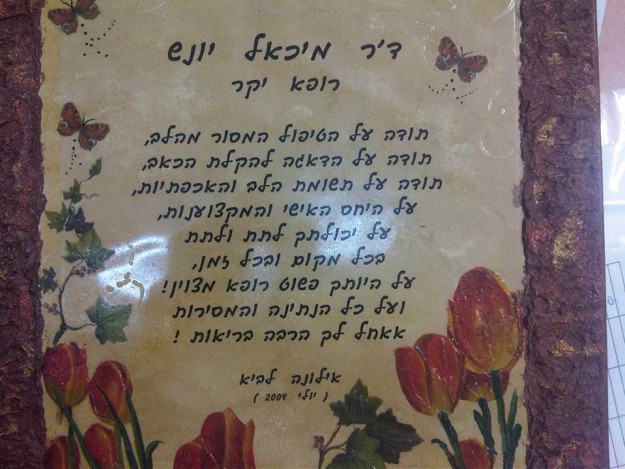 ד"ר מיכאל יונש
רופא יקר
תודה על הטיפול המסור מהלב,
תודה על הדאגה להקלת הכאב,
תודה על תשומת הלב והאכפתיות,
על היחס האישי והמקצוענות,
על יכולתך לתת ולתת
בכל מקום ובכל זמן,
על היותך פשוט רופא מצוין!
ועל כל הנתינה והמסירות
אאחל לך הרבה בריאות !
אילונה לביא
( יולי 2009 )